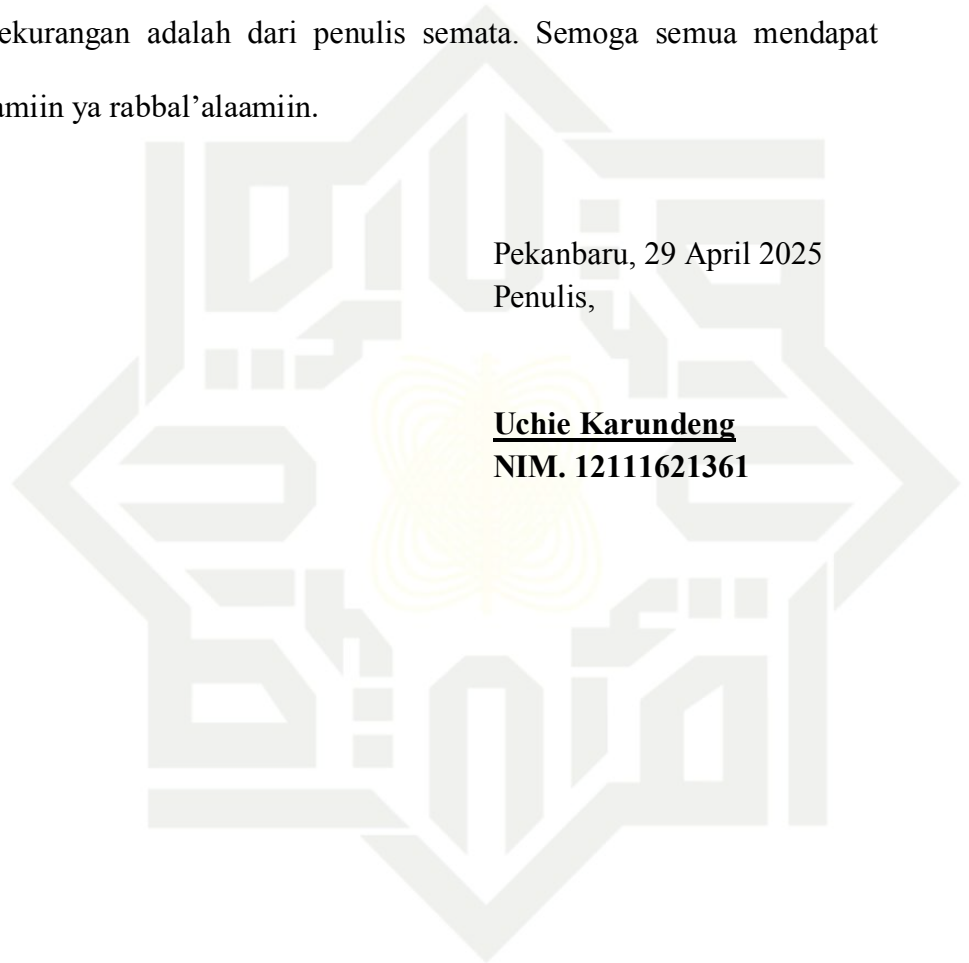 ekurangan adalah dari penulis semata. Semoga semua mendapat
amiin ya rabbal’alaamiin.
Pekanbaru, 29 April 2025
Penulis,
Uchie Karundeng
NIM. 12111621361